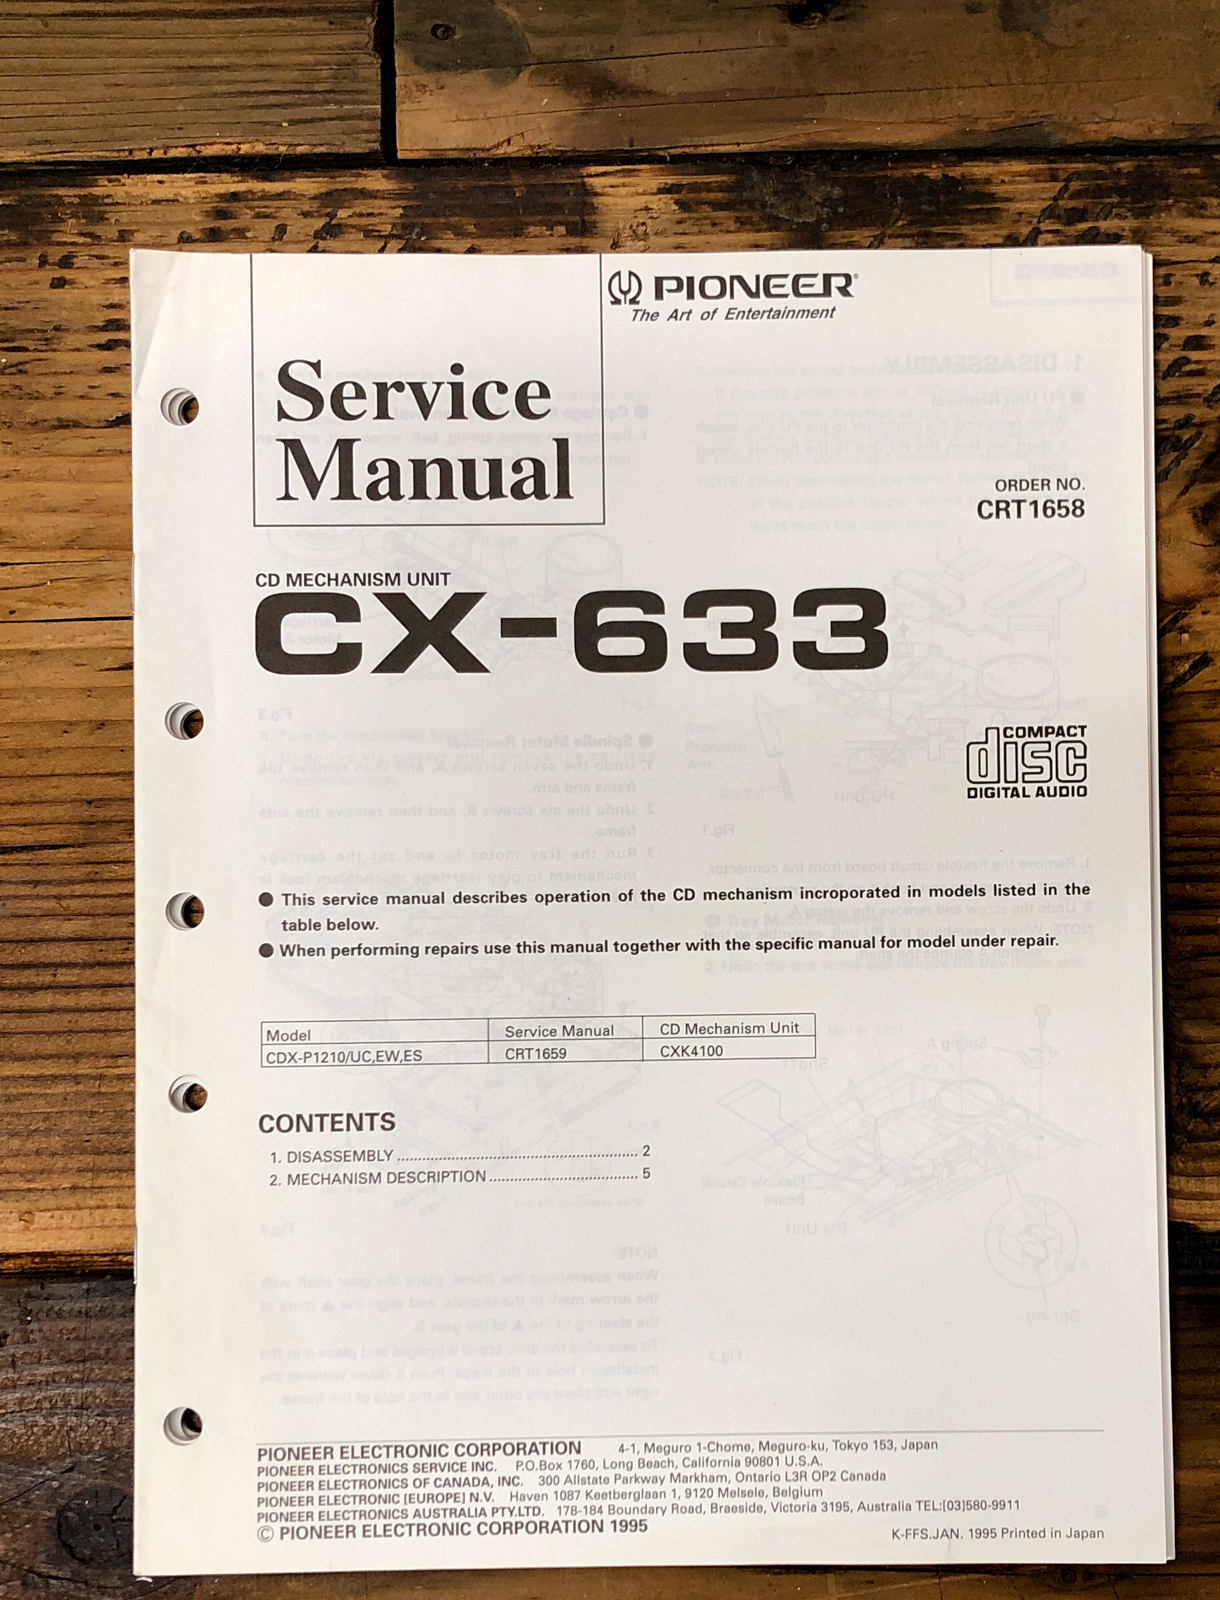 PIONEER®
The Art of Entertainment
Service
Manual
ORDER NO.
CRT1658
CD MECHANISM UNIT
CX-633
COMPACT
disc
DIGITAL AUDIO
● This service manual describes operation of the CD mechanism incroporated in models listed in the
table below.
● When performing repairs use this manual together with the specific manual for model under repair.
Model Service Manual CD Mechanism Unit
CDX-P1210/UC,EW,ES CRT1659 CXK4100
CONTENTS
1. DISASSEMBLY ............................................................ 2
2. MECHANISM DESCRIPTION ..................................... 5
PIONEER ELECTRONIC CORPORATION 4-1, Meguro 1-Chome, Meguro-ku, Tokyo 153, Japan
PIONEER ELECTRONICS SERVICE INC. P.O.Box 1760, Long Beach, California 90801 U.S.A.
PIONEER ELECTRONICS OF CANADA, INC. 300 Allstate Parkway Markham, Ontario L3R OP2 Canada
PIONEER ELECTRONIC [EUROPE] N.V. Haven 1087 Keetberglaan 1, 9120 Melsele, Belgium
PIONEER ELECTRONICS AUSTRALIA PTY.LTD. 178-184 Boundary Road, Braeside, Victoria 3195, Australia TEL:[03]580-9911
© PIONEER ELECTRONIC CORPORATION 1995
K-FFS.JAN. 1995 Printed in Japan